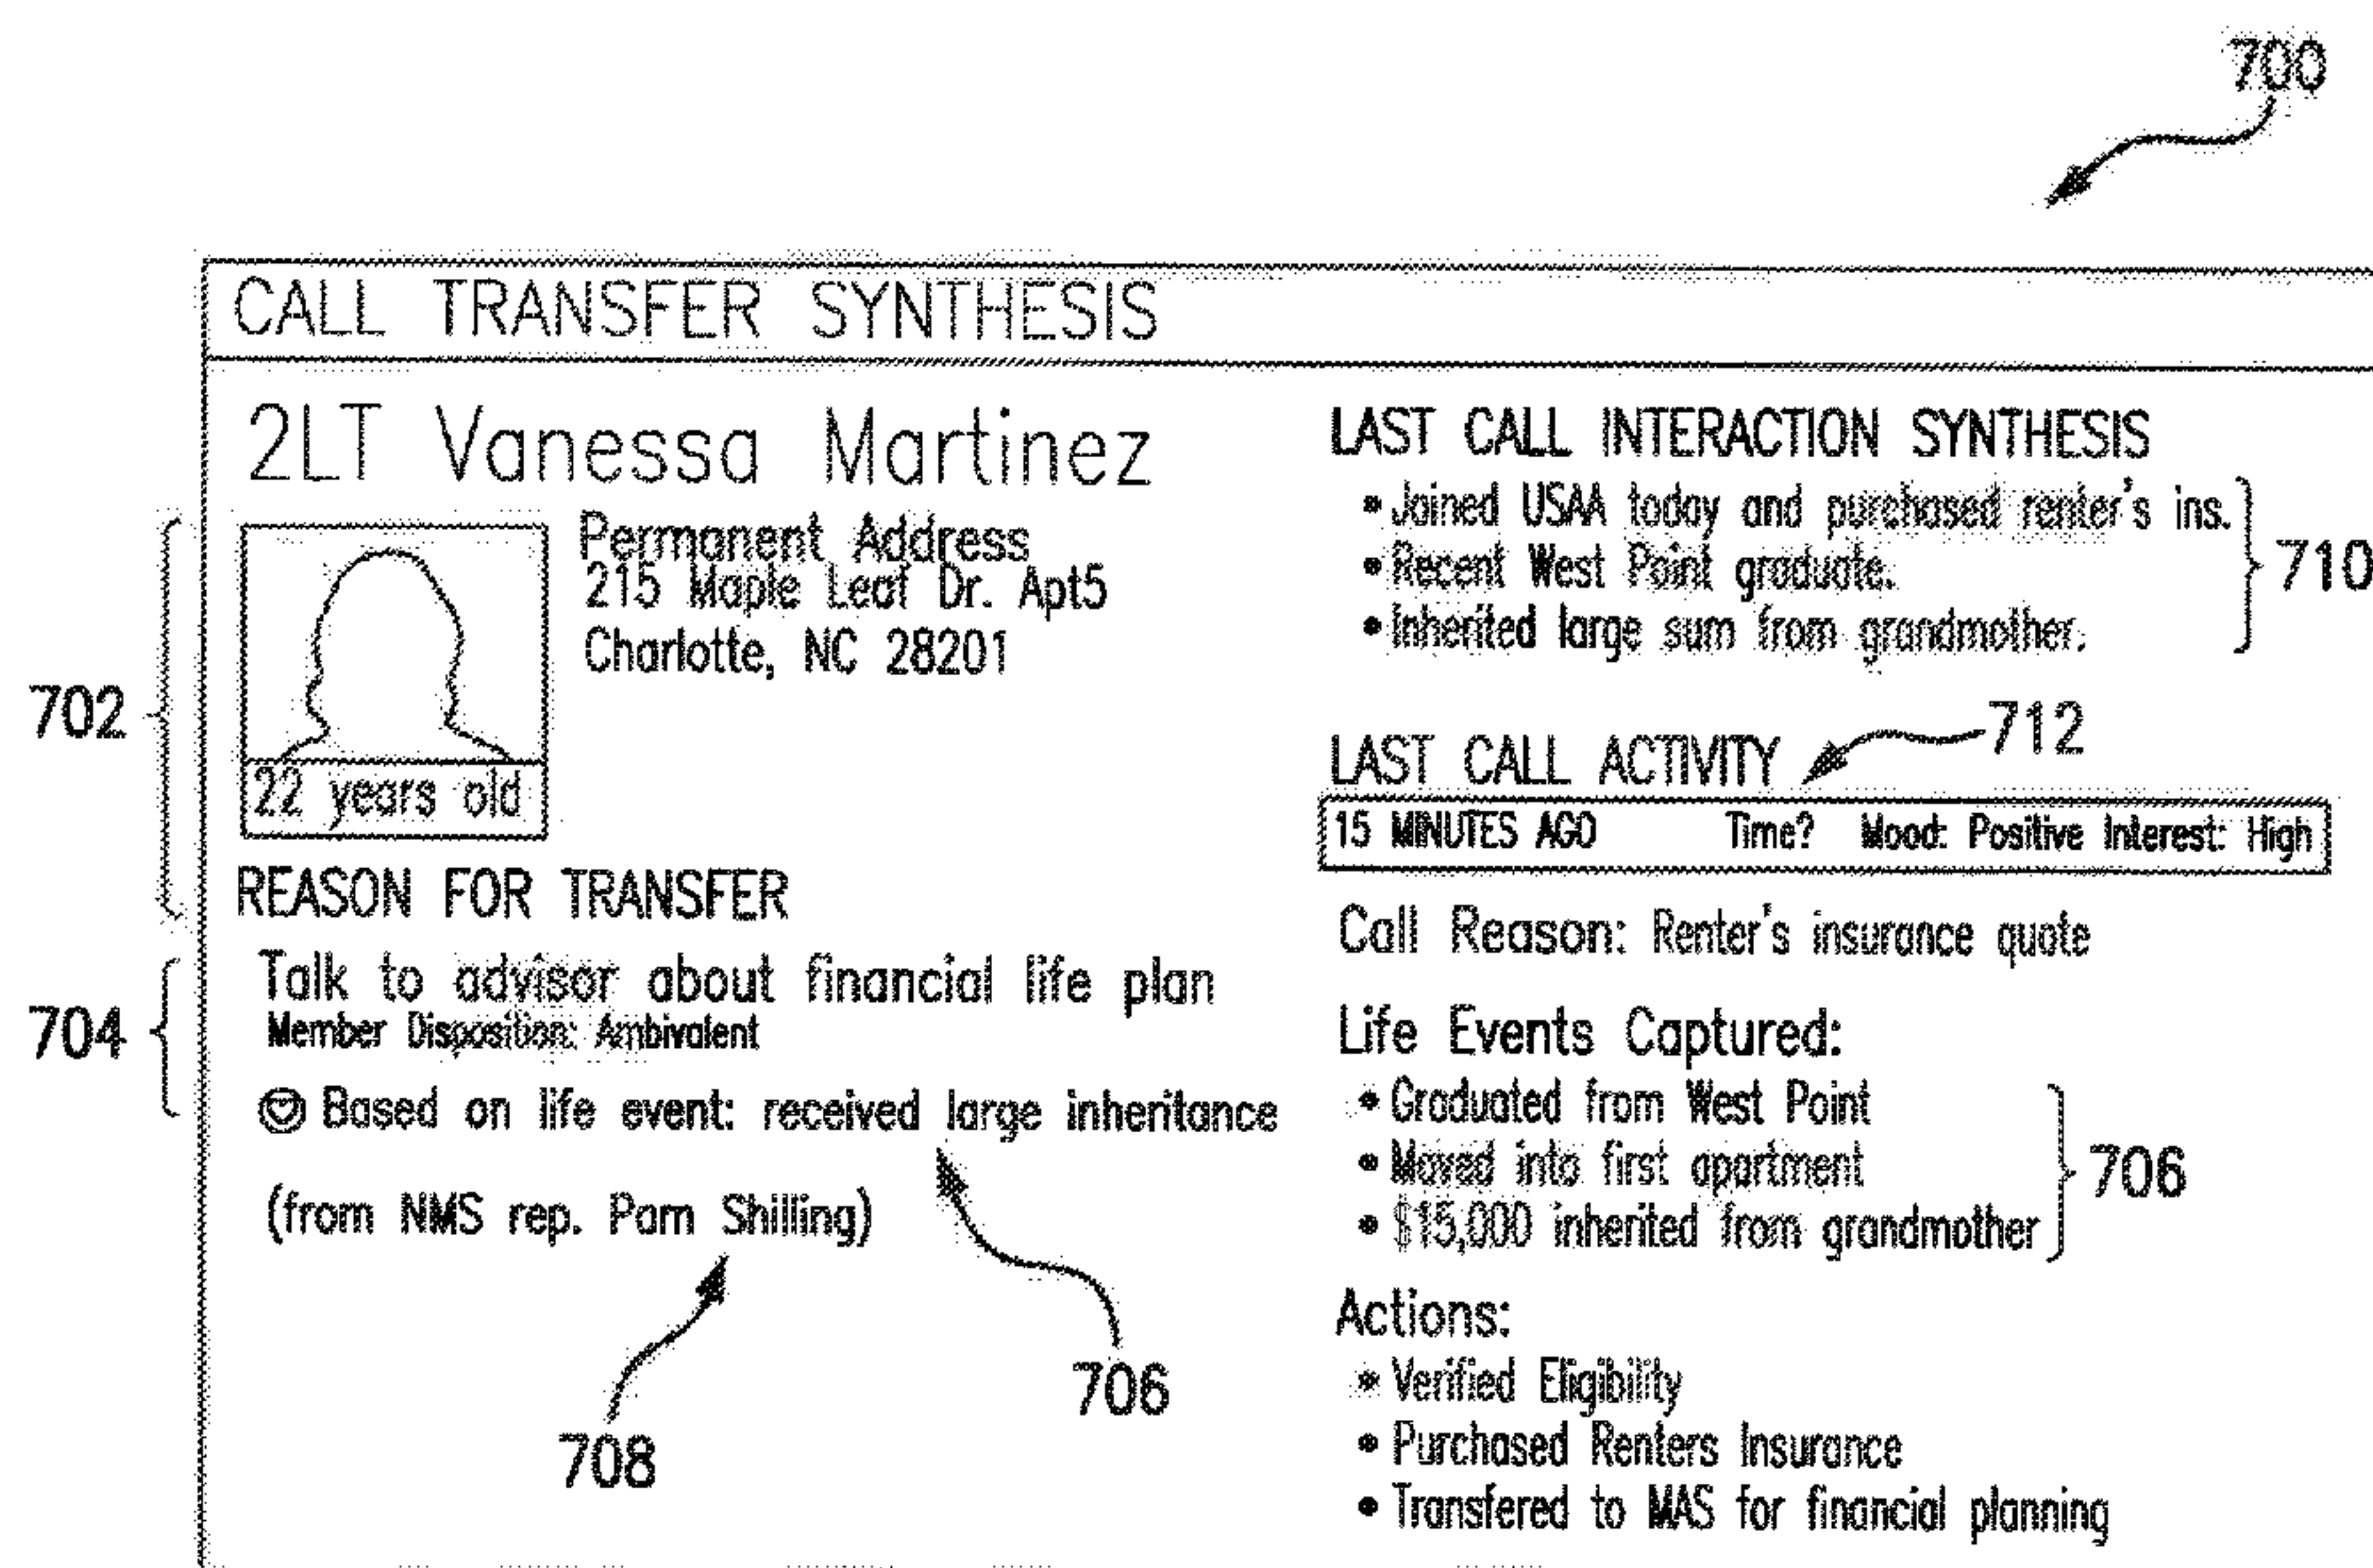 700
CALL TRANSFER SYNTHESIS
2LT Vanessa Martinez
702
Permanent Address
215 Maple Leaf Dr. Apt5
Charlotte, NC 28201
22 years old
REASON FOR TRANSFER
704
Talk to advisor about financial life plan
Member Disposition: Ambivalent
Based on life event: received large inheritance
(from NMS rep. Pam Shilling)
706
708
LAST CALL INTERACTION SYNTHESIS
• Joined USAA today and purchased renter's ins.
• Recent West Point graduate.
• Inherited large sum from grandmother.
710
712
LAST CALL ACTIVITY
15 MINUTES AGO Time? Mood: Positive Interest: High
Call Reason: Renter's insurance quote
Life Events Captured:
• Graduated from West Point
• Moved into first apartment
• $15,000 inherited from grandmother
706
Actions:
• Verified Eligibility
• Purchased Renters Insurance
• Transfered to MAS for financial planning